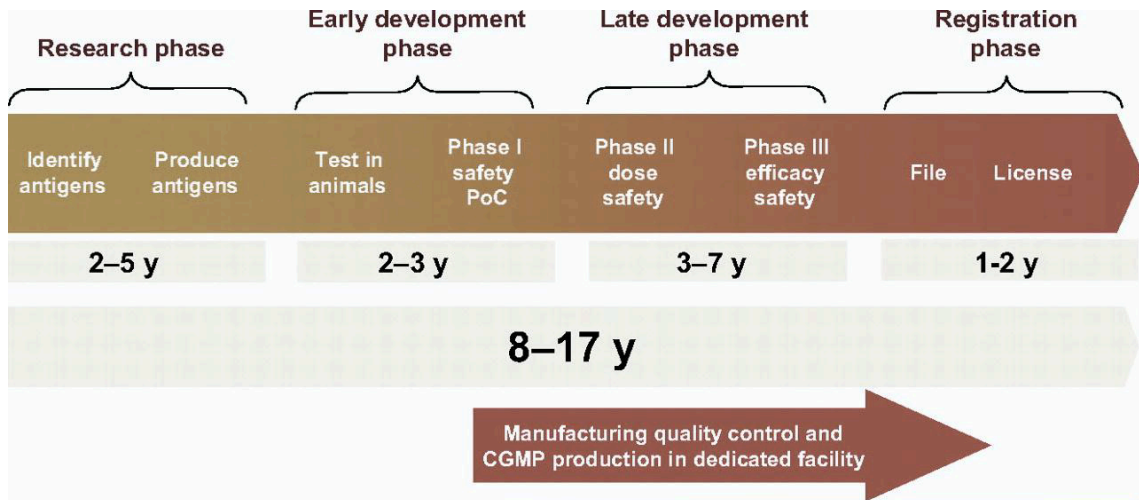 Research phase
Early development
phase
Late development
phase
Registration
phase
Identify
antigens
Produce
antigens
Test in
animals
Phase I
safety
PoC
Phase II
dose
safety
Phase III
efficacy
safety
File
License
2–5 y
2–3 y
3–7 y
1-2 y
8–17 y
Manufacturing quality control and
CGMP production in dedicated facility